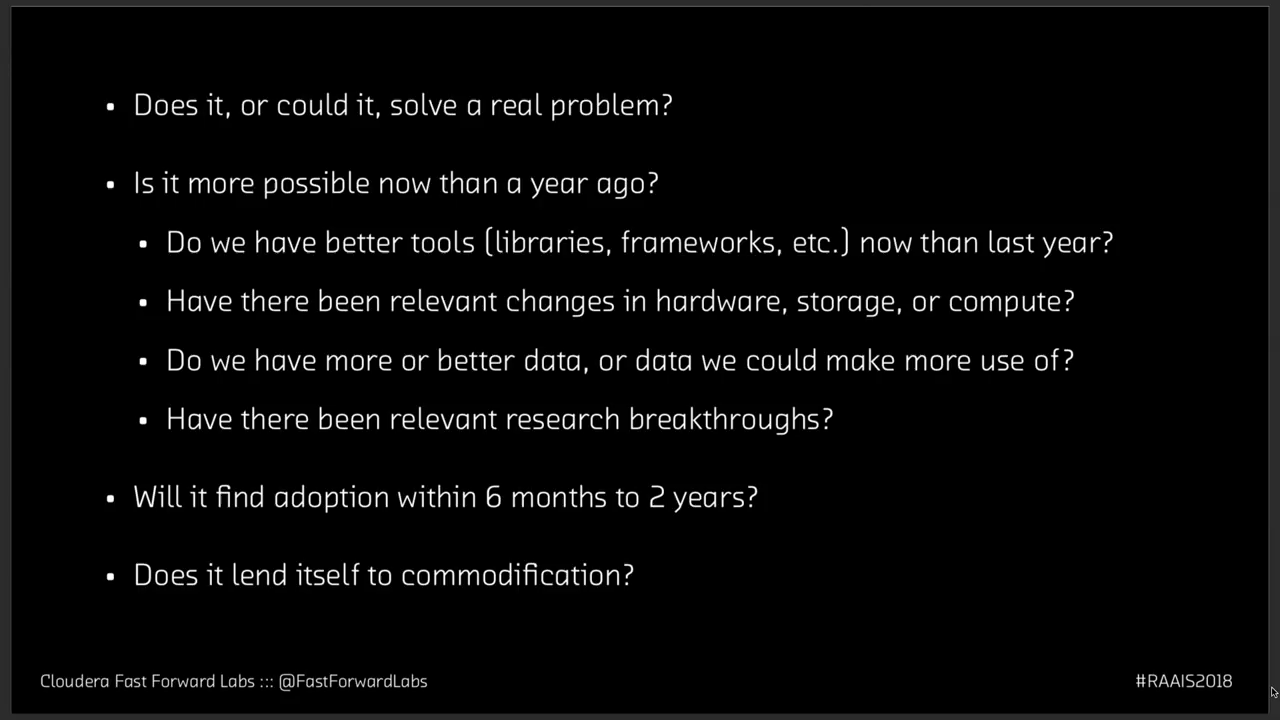 • Does it, or could it, solve a real problem?
• Is it more possible now than a year ago?
• Do we have better tools (libraries, frameworks, etc.) now than last year?
• Have there been relevant changes in hardware, storage, or compute?
• Do we have more or better data, or data we could make more use of?
• Have there been relevant research breakthroughs?
• Will it find adoption within 6 months to 2 years?
• Does it lend itself to commodification?
Cloudera Fast Forward Labs ::: @FastForwardLabs
#RAAIS2018